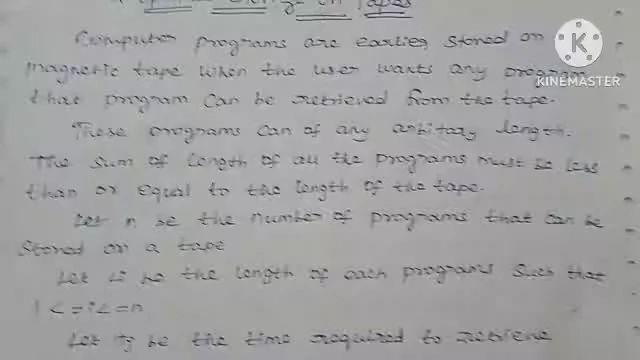 on Tapes
KINEMASTER
Computer programs are earlier stored on
magnetic tape when the user wants any program
that program can be retrieved from the tape.
These programs can of any arbitary length.
The sum of length of all the programs must be less
than or equal to the length of the tape.
Let n be the number of programs that can be
stored on a tape
Let Li be the length of each programs such that
1<=i<=n
Let Tj be the time required to retrieve